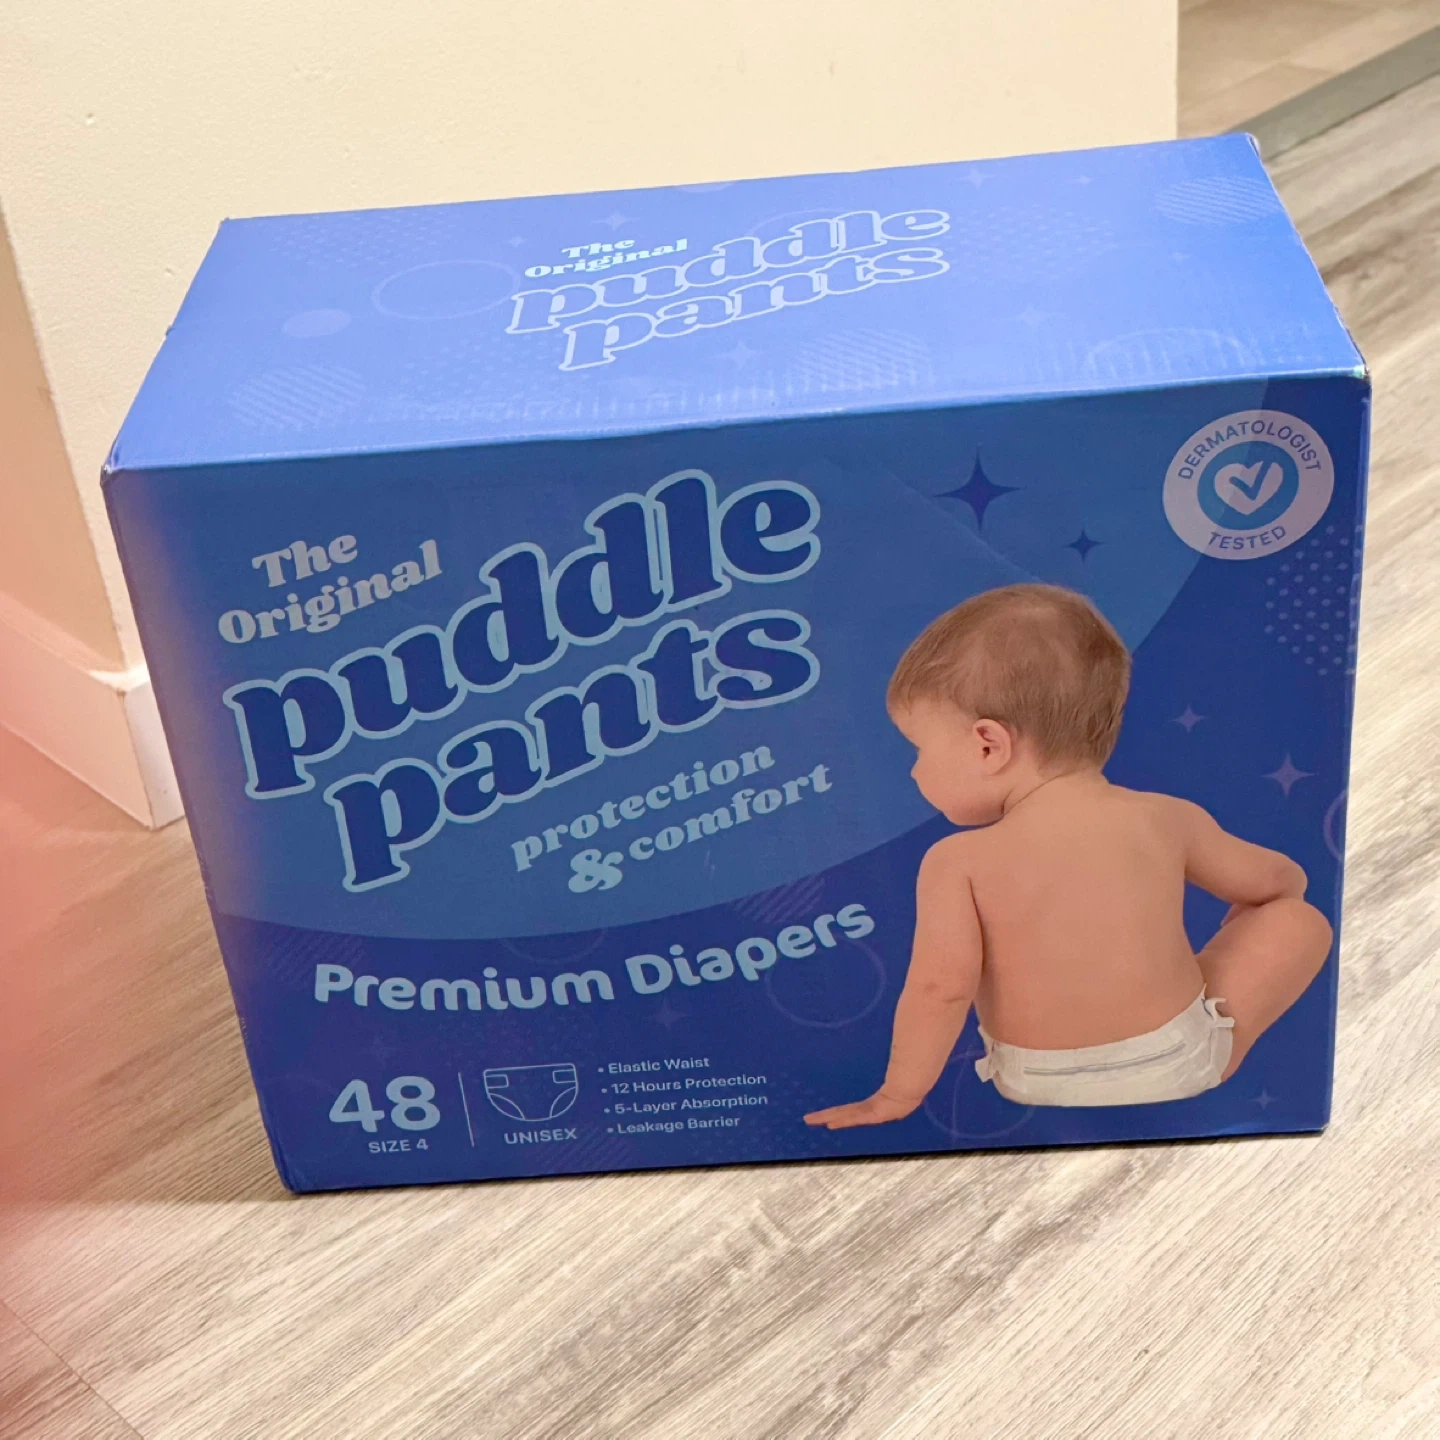 The
Original
puddle
pants
The
Original
puddle
pants
protection
& comfort
Premium Diapers
48
SIZE 4
UNISEX
• Elastic Waist
• 12 Hours Protection
• 5-Layer Absorption
• Leakage Barrier
DERMATOLOGIST
TESTED